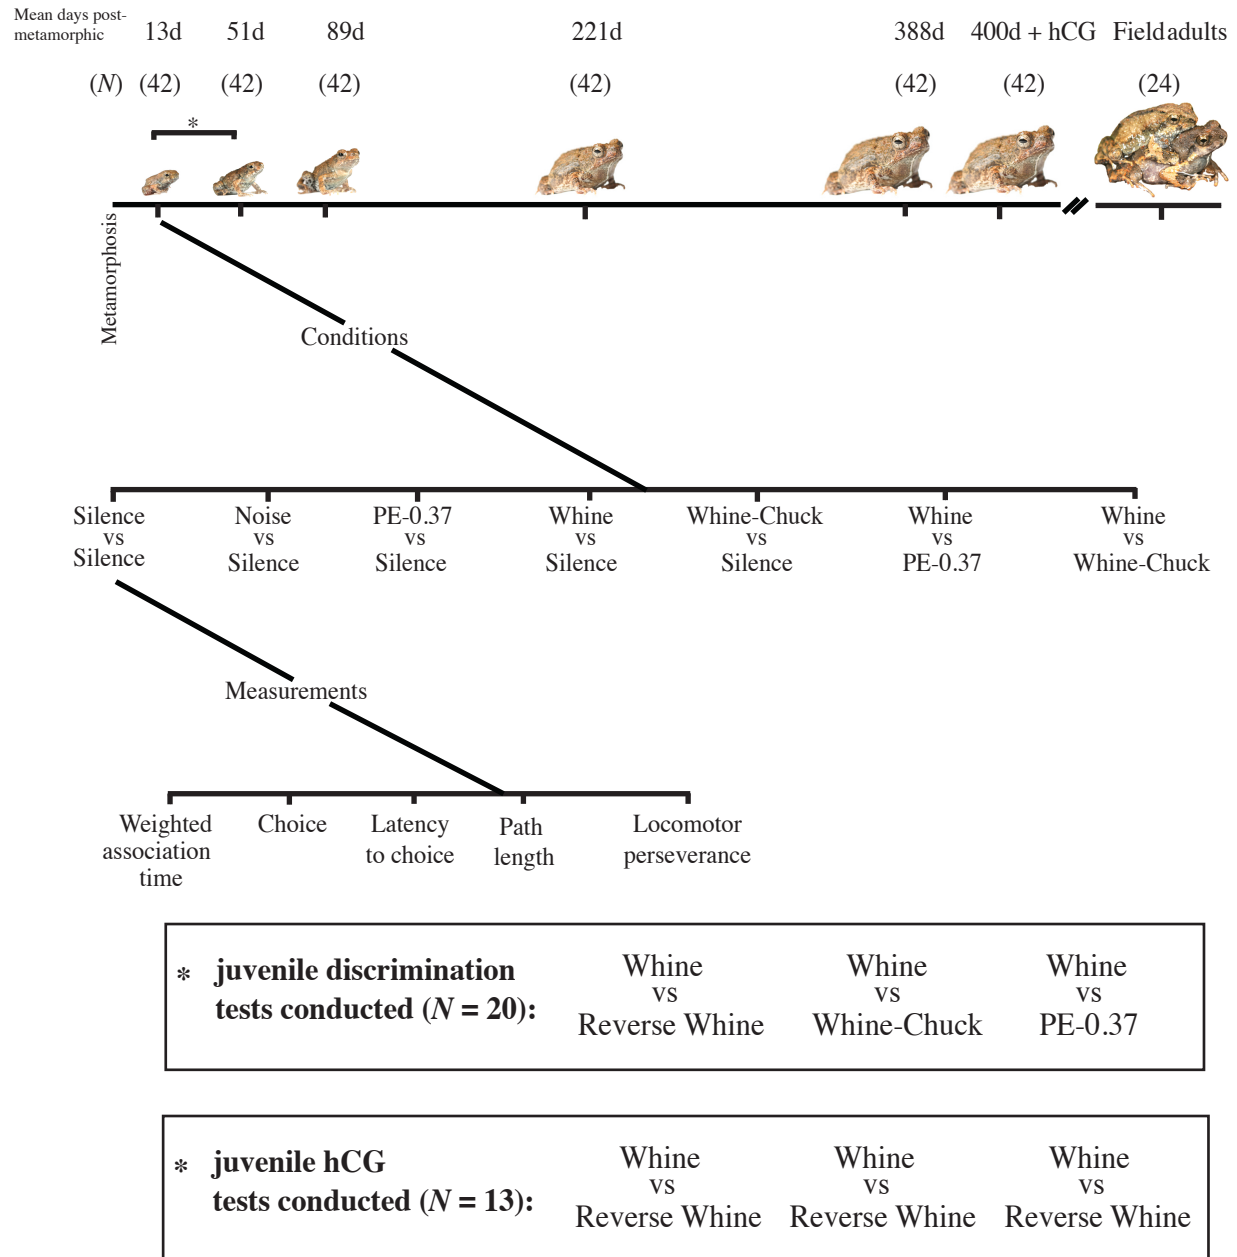 Mean days post-
metamorphic 13d 51d 89d 221d 388d 400d + hCG Field adults
(N) (42) (42) (42) (42) (42) (42) (24)
*
Metamorphosis
Conditions
Silence
vs
Silence
Noise
vs
Silence
PE-0.37
vs
Silence
Whine
vs
Silence
Whine-Chuck
vs
Silence
Whine
vs
PE-0.37
Whine
vs
Whine-Chuck
Measurements
Weighted
association
time
Choice
Latency
to choice
Path
length
Locomotor
perseverance
* juvenile discrimination
tests conducted (N = 20):
Whine
vs
Reverse Whine
Whine
vs
Whine-Chuck
Whine
vs
PE-0.37
* juvenile hCG
tests conducted (N = 13):
Whine
vs
Reverse Whine
Whine
vs
Reverse Whine
Whine
vs
Reverse Whine